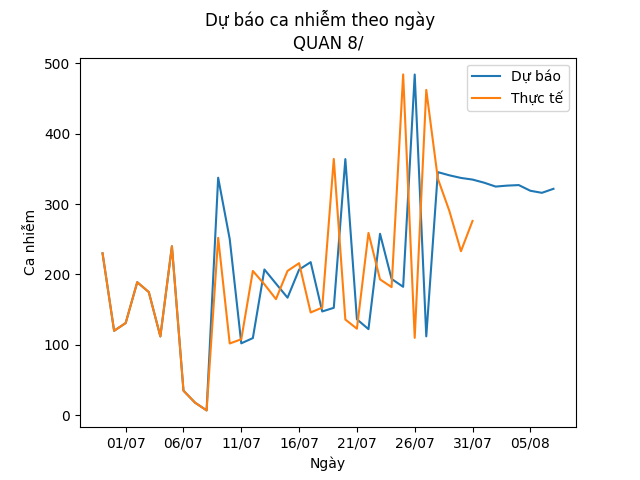 Dự báo ca nhiễm theo ngày
QUAN 8/
Dự báo
Thực tế
Ca nhiễm
500
400
300
200
100
0
01/07 06/07 11/07 16/07 21/07 26/07 31/07 05/08
Ngày